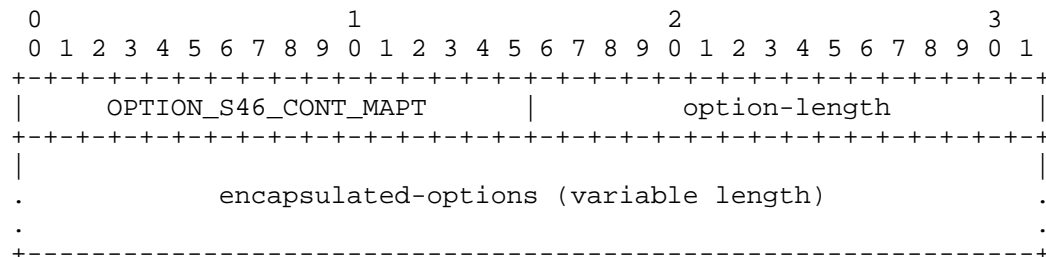 0                   1                   2                   3
 0 1 2 3 4 5 6 7 8 9 0 1 2 3 4 5 6 7 8 9 0 1 2 3 4 5 6 7 8 9 0 1
+-+-+-+-+-+-+-+-+-+-+-+-+-+-+-+-+-+-+-+-+-+-+-+-+-+-+-+-+-+-+-+-+
|     OPTION_S46_CONT_MAPT      |         option-length         |
+-+-+-+-+-+-+-+-+-+-+-+-+-+-+-+-+-+-+-+-+-+-+-+-+-+-+-+-+-+-+-+-+
|                                                               |
.            encapsulated-options (variable length)             .
.                                                               .
+---------------------------------------------------------------+